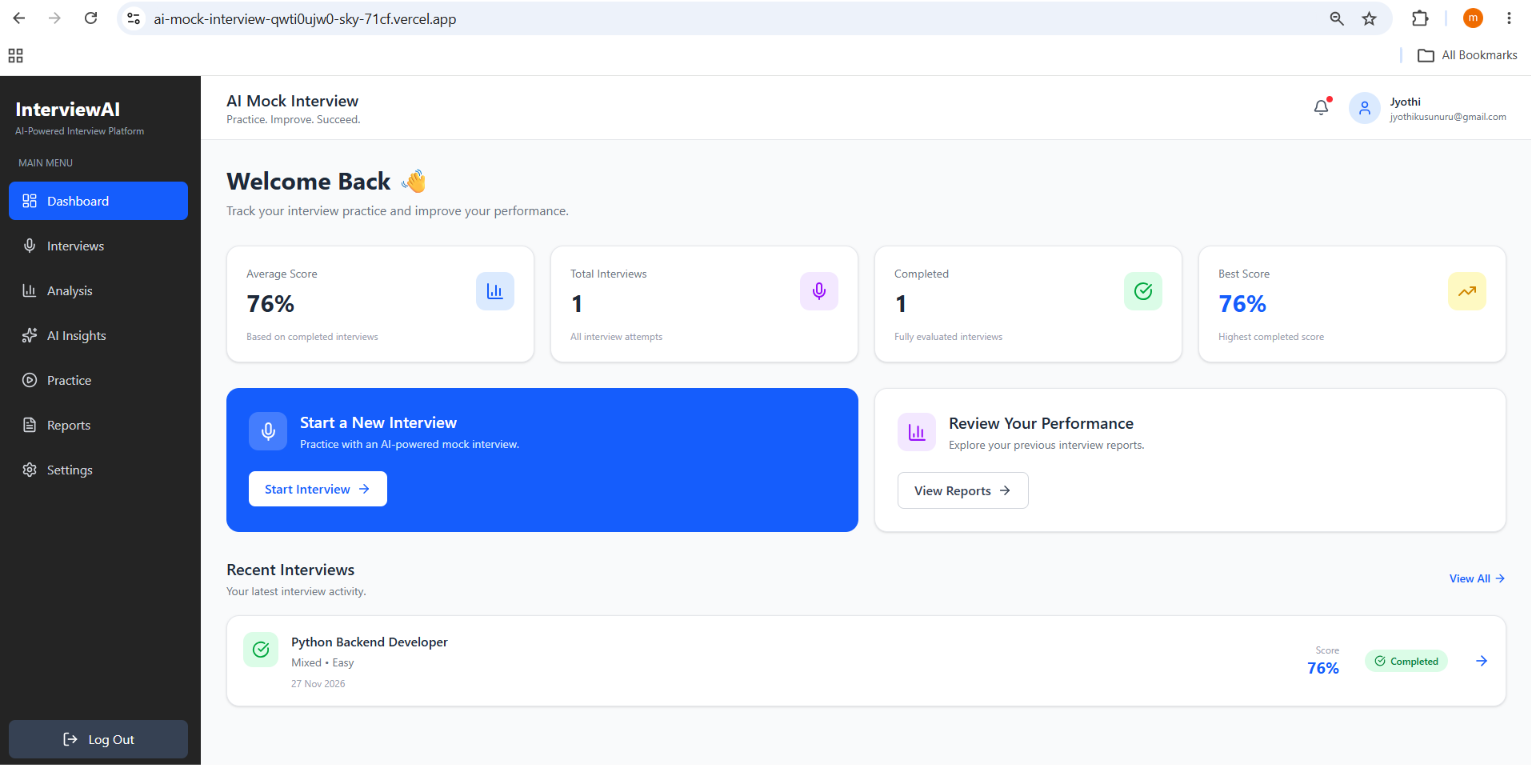 ai-mock-interview-qwti0ujw0-sky-71cf.vercel.app
m
All Bookmarks
InterviewAI
AI-Powered Interview Platform
MAIN MENU
Dashboard
Interviews
Analysis
AI Insights
Practice
Reports
Settings
Log Out
AI Mock Interview
Practice. Improve. Succeed.
Jyothi
jyothikusunuru@gmail.com
Welcome Back 👋
Track your interview practice and improve your performance.
Average Score
76%
Based on completed interviews
Total Interviews
1
All interview attempts
Completed
1
Fully evaluated interviews
Best Score
76%
Highest completed score
Start a New Interview
Practice with an AI-powered mock interview.
Start Interview →
Review Your Performance
Explore your previous interview reports.
View Reports →
Recent Interviews
Your latest interview activity.
View All →
Python Backend Developer
Mixed • Easy
27 Nov 2026
Score
76%
Completed